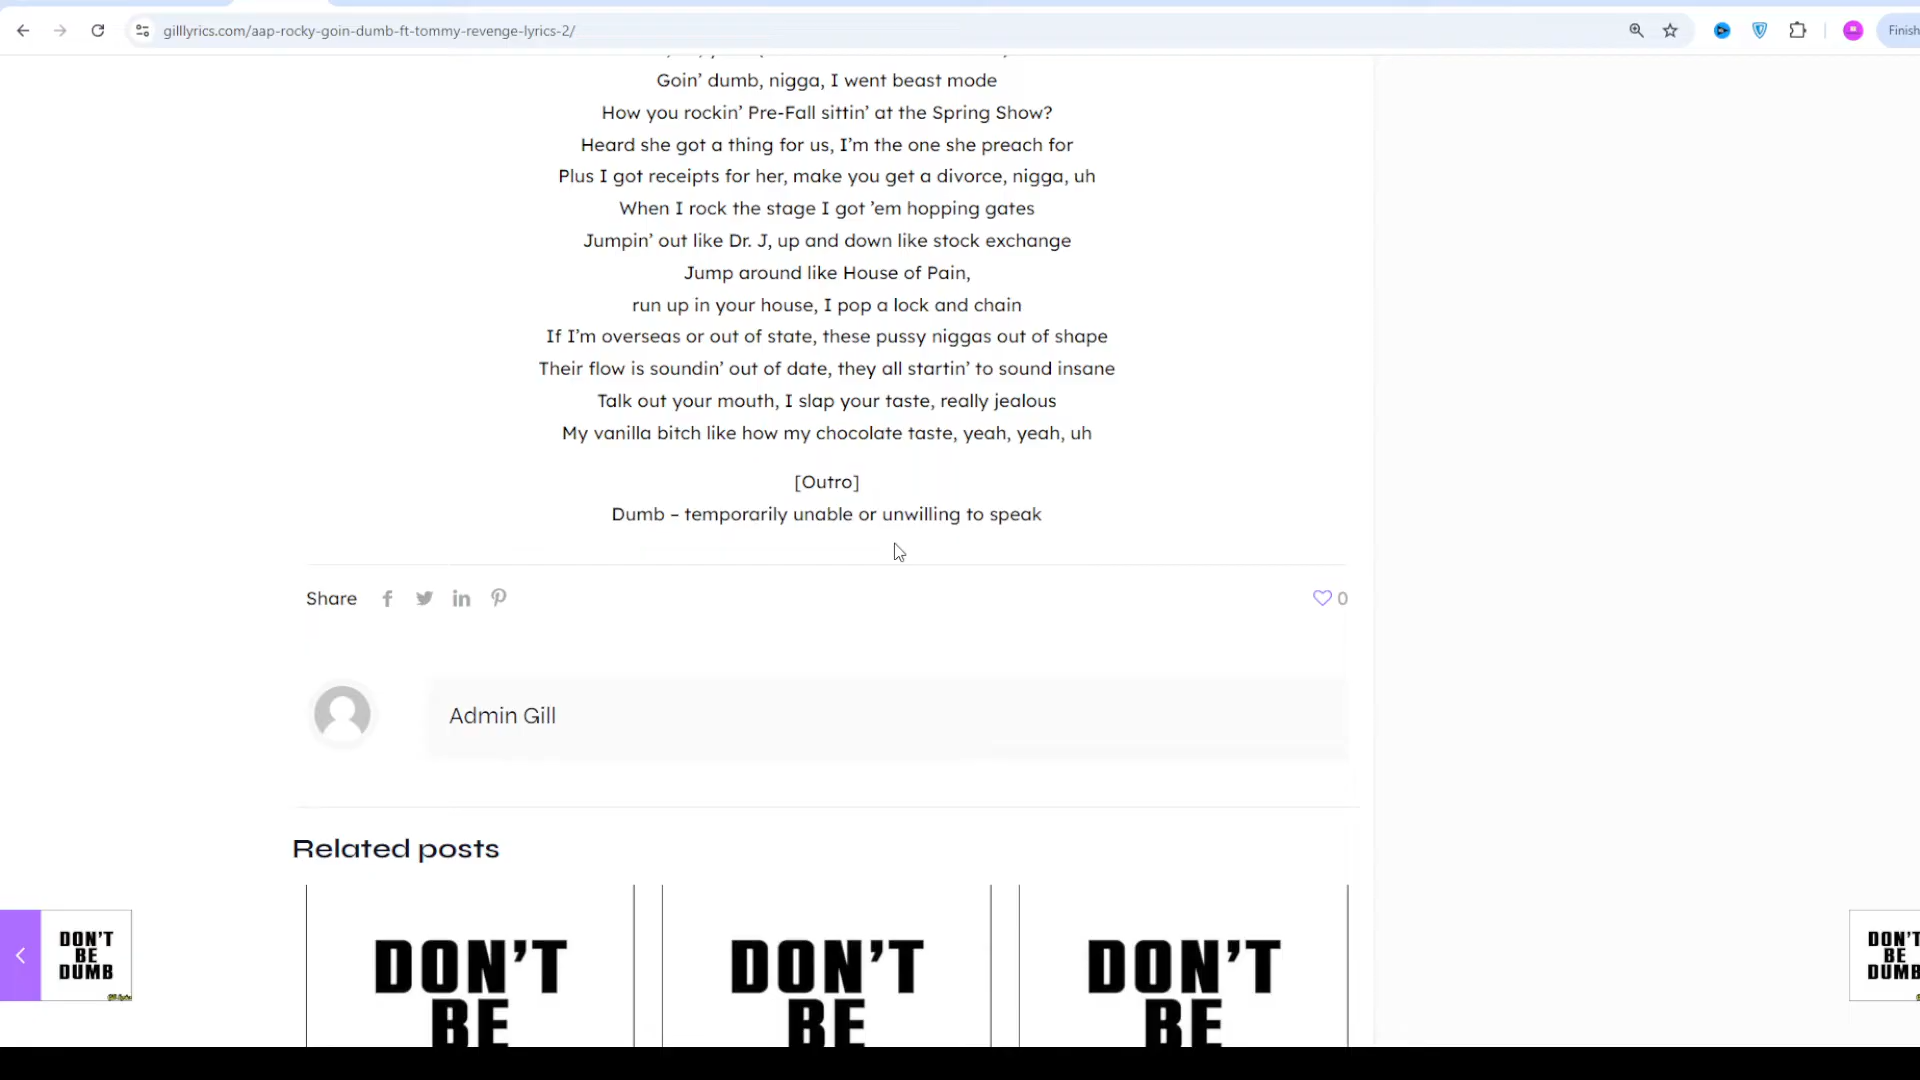 gilllyrics.com/aap-rocky-goin-dumb-ft-tommy-revenge-lyrics-2/
Finish
Goin’ dumb, nigga, I went beast mode
How you rockin’ Pre-Fall sittin’ at the Spring Show?
Heard she got a thing for us, I’m the one she preach for
Plus I got receipts for her, make you get a divorce, nigga, uh
When I rock the stage I got ’em hopping gates
Jumpin’ out like Dr. J, up and down like stock exchange
Jump around like House of Pain,
run up in your house, I pop a lock and chain
If I’m overseas or out of state, these pussy niggas out of shape
Their flow is soundin’ out of date, they all startin’ to sound insane
Talk out your mouth, I slap your taste, really jealous
My vanilla bitch like how my chocolate taste, yeah, yeah, uh
[Outro]
Dumb – temporarily unable or unwilling to speak
Share
0
Admin Gill
Related posts
DON'T
BE
DUMB
DON'T
BE
DON'T
BE
DON'T
BE
DON'T
BE
DUMB